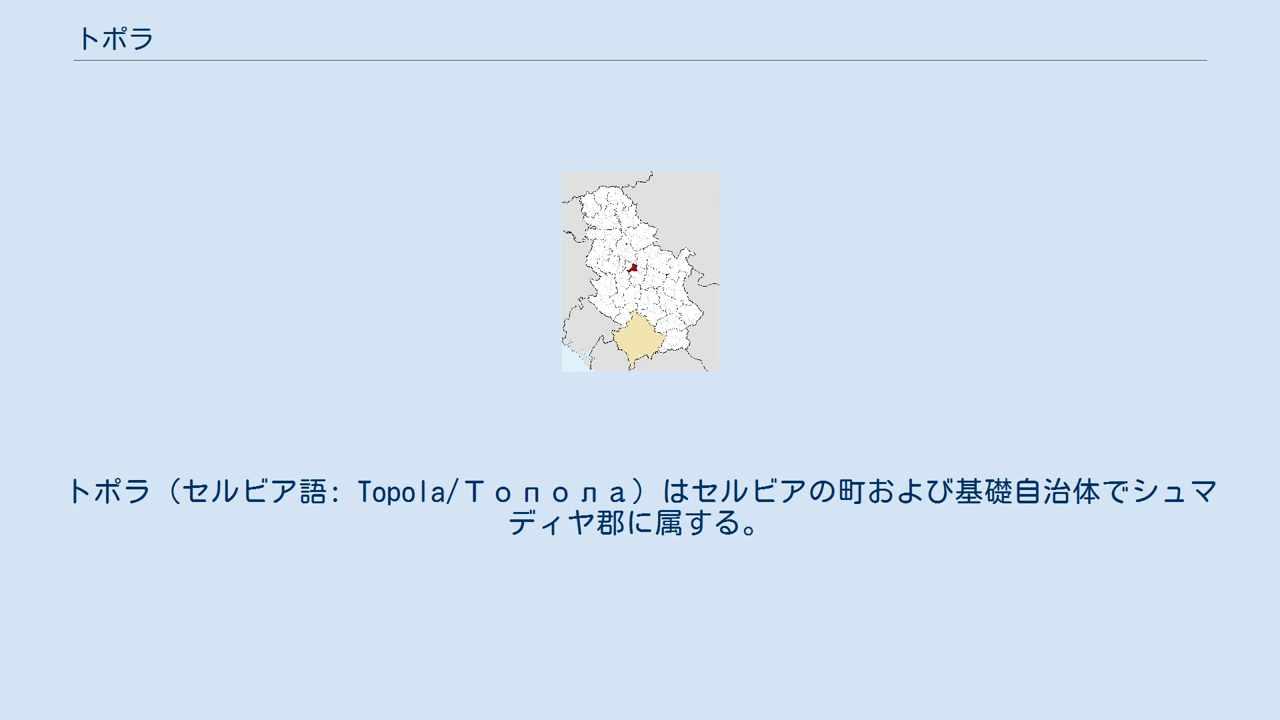 トポラ
トポラ（セルビア語: Topola/Топола）はセルビアの町および基礎自治体でシュマ
ディヤ郡に属する。